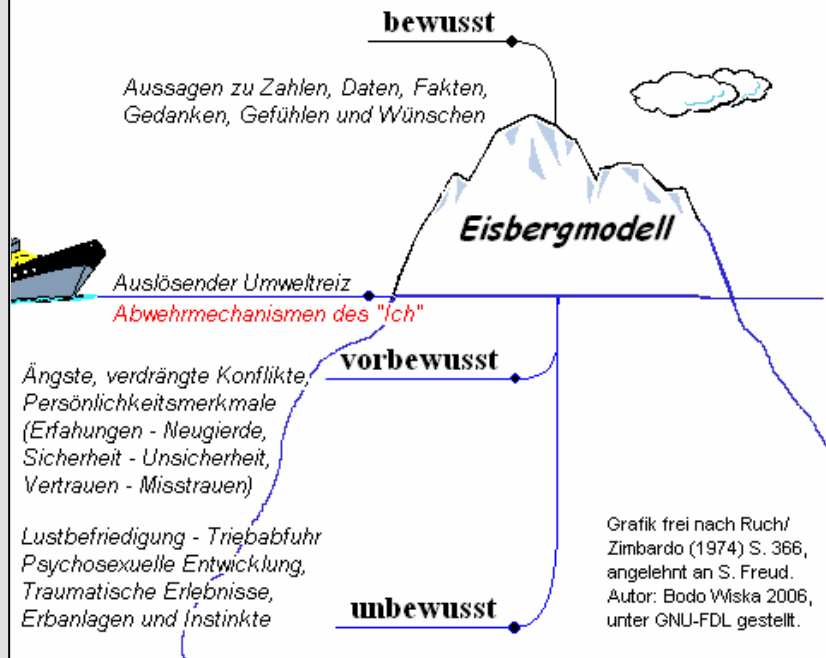 bewusst
Aussagen zu Zahlen, Daten, Fakten,
Gedanken, Gefühlen und Wünschen
Eisbergmodell
Auslösender Umweltreiz
Abwehrmechanismen des "Ich"
vorbewusst
Ängste, verdrängte Konflikte,
Persönlichkeitsmerkmale
(Erfahungen - Neugierde,
Sicherheit - Unsicherheit,
Vertrauen - Misstrauen)
Lustbefriedigung - Triebabfuhr
Psychosexuelle Entwicklung,
Traumatische Erlebnisse,
Erbanlagen und Instinkte
unbewusst
Grafik frei nach Ruch/
Zimbardo (1974) S. 366,
angelehnt an S. Freud.
Autor: Bodo Wiska 2006,
unter GNU-FDL gestellt.